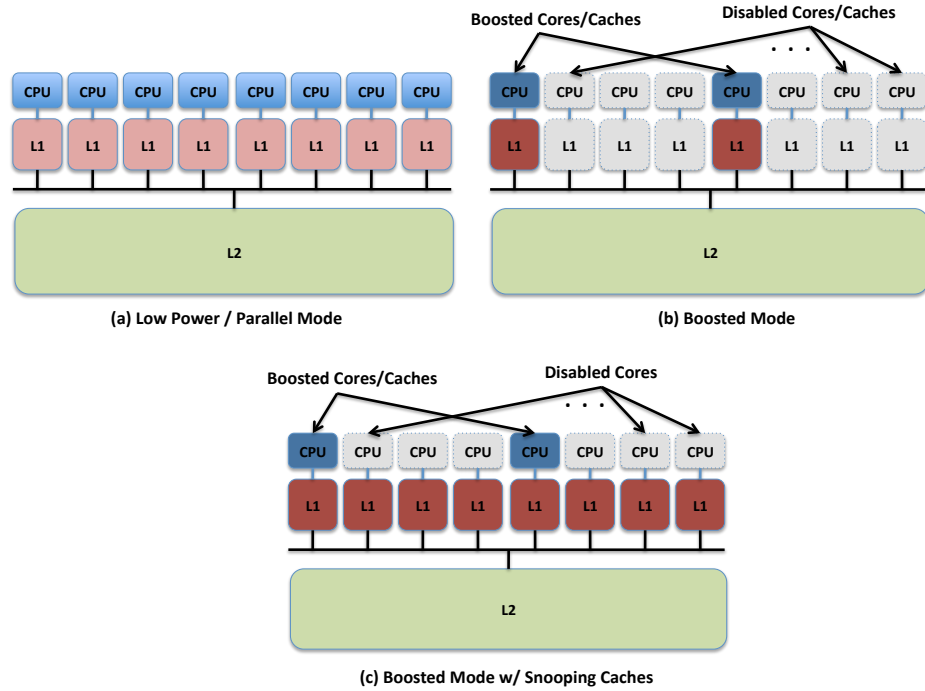 Boosted Cores/Caches
Disabled Cores/Caches
. . .
CPU CPU CPU CPU CPU CPU CPU CPU
L1 L1 L1 L1 L1 L1 L1 L1
L2
(a) Low Power / Parallel Mode
CPU CPU CPU CPU CPU CPU CPU CPU
L1 L1 L1 L1 L1 L1 L1 L1
L2
(b) Boosted Mode
Boosted Cores/Caches
Disabled Cores
. . .
CPU CPU CPU CPU CPU CPU CPU CPU
L1 L1 L1 L1 L1 L1 L1 L1
L2
(c) Boosted Mode w/ Snooping Caches